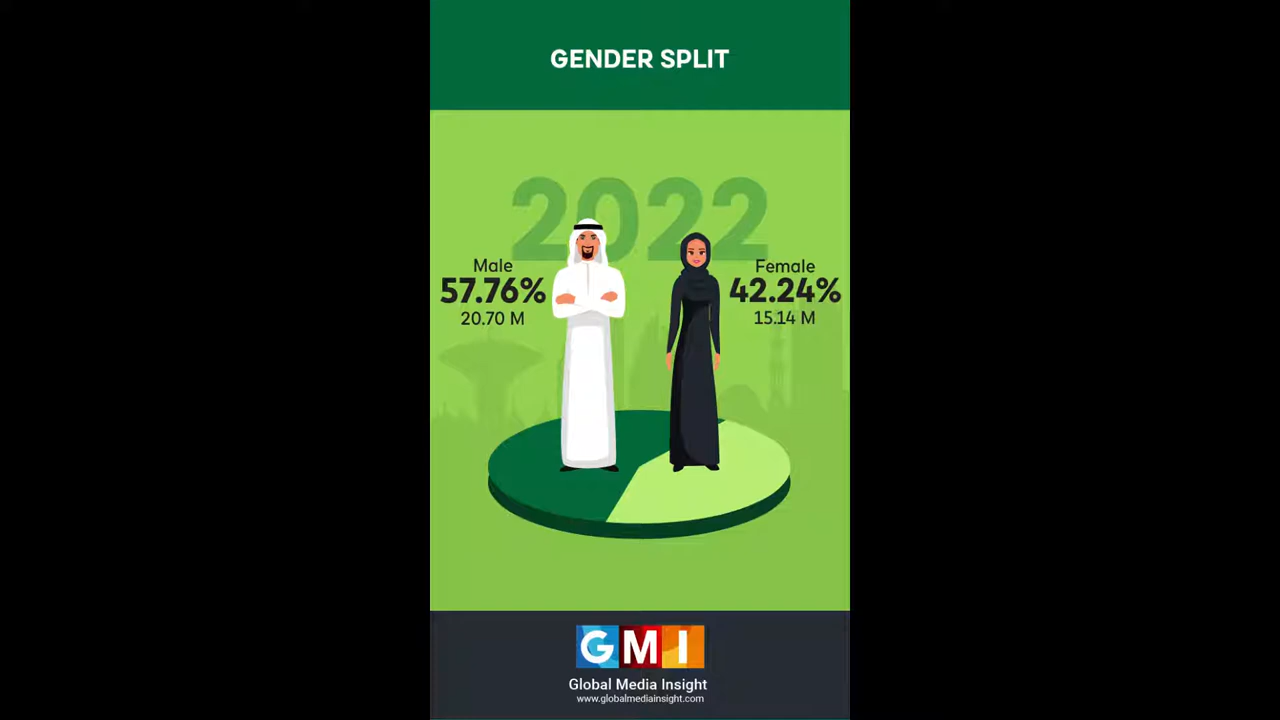 GENDER SPLIT
2022
Male
57.76%
20.70 M
Female
42.24%
15.14 M
GMI
Global Media Insight
www.globalmediainsight.com